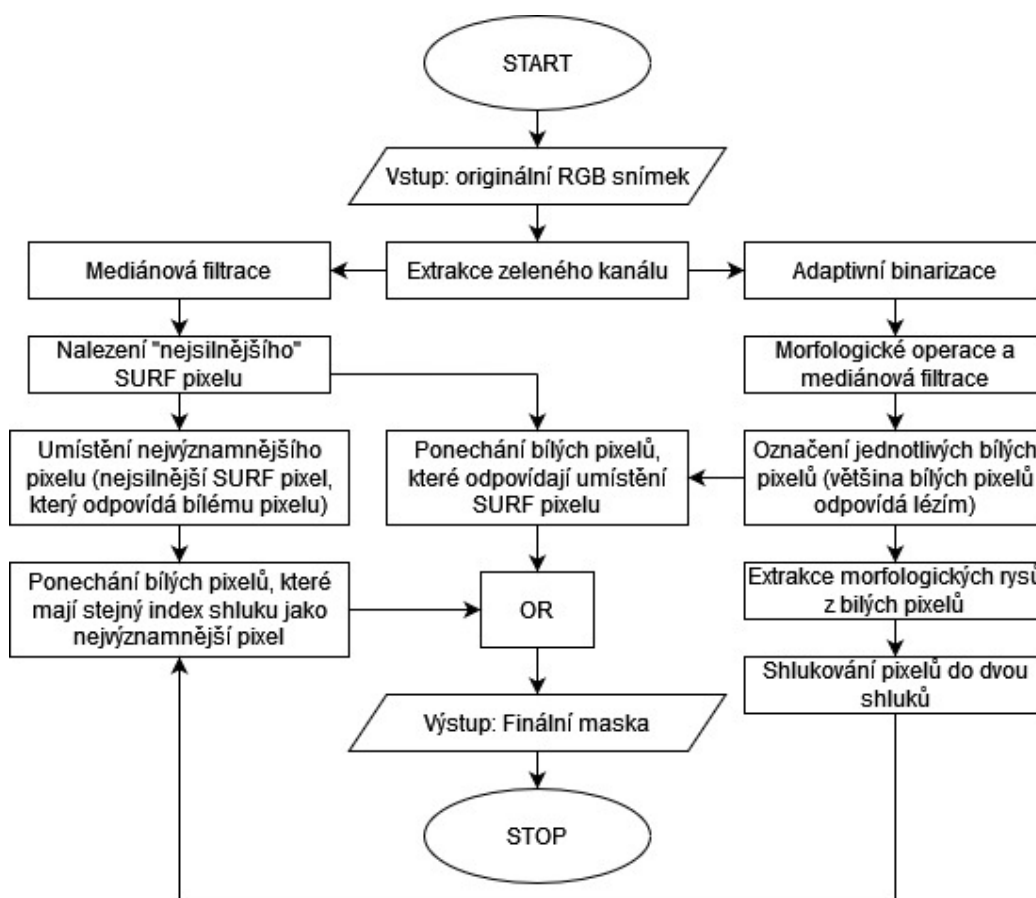 START
Vstup: originální RGB snímek
Mediánová filtrace
Extrakce zeleného kanálu
Adaptivní binarizace
Nalezení "nejsilnějšího"
SURF pixelu
Morfologické operace a
mediánová filtrace
Umístění nejvýznamnějšího
pixelu (nejsilnější SURF pixel,
který odpovídá bílému pixelu)
Ponechání bílých pixelů,
které odpovídají umístění
SURF pixelu
Označení jednotlivých bílých
pixelů (většina bílých pixelů
odpovídá lézím)
Ponechání bílých pixelů, které
mají stejný index shluku jako
nejvýznamnější pixel
OR
Extrakce morfologických rysů
z bilých pixelů
Shlukování pixelů do dvou
shluků
Výstup: Finální maska
STOP